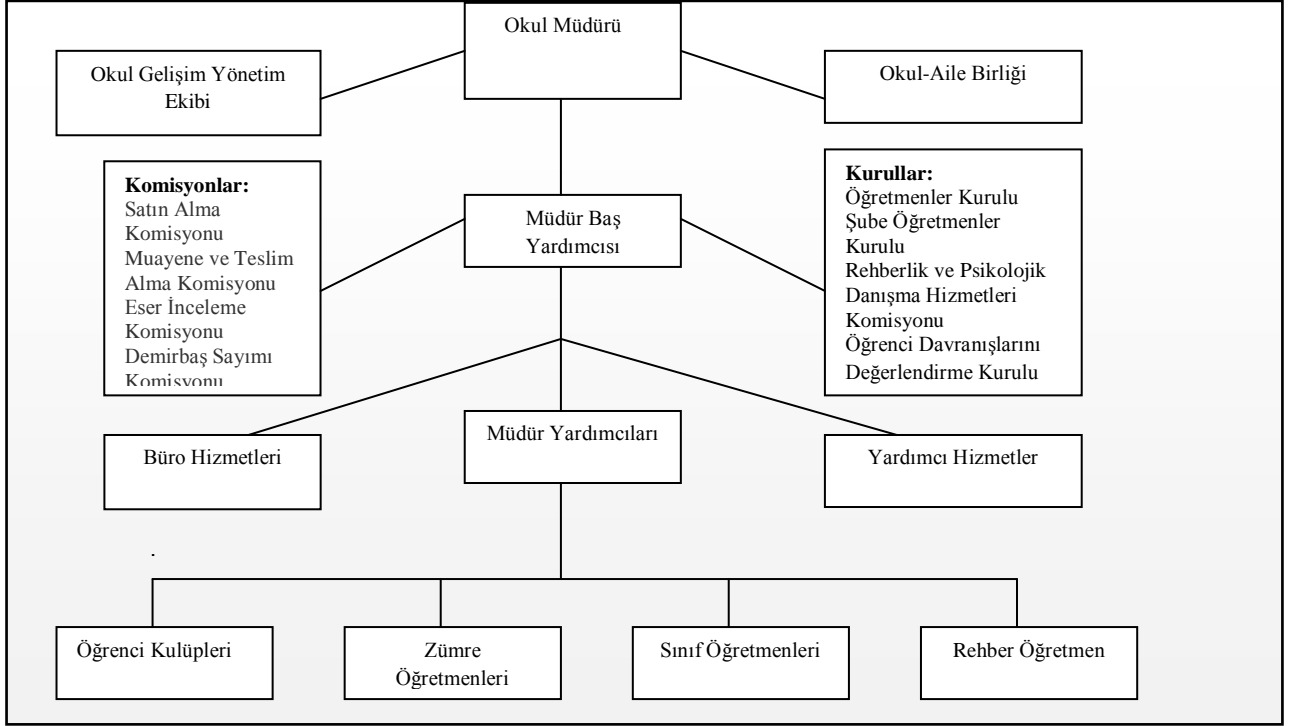 Okul Müdürü
Okul Gelişim Yönetim
Ekibi
Okul-Aile Birliği
Komisyonlar:
Satın Alma
Komisyonu
Muayene ve Teslim
Alma Komisyonu
Eser İnceleme
Komisyonu
Demirbaş Sayımı
Komisyonu
Müdür Baş
Yardımcısı
Kurullar:
Öğretmenler Kurulu
Şube Öğretmenler
Kurulu
Rehberlik ve Psikolojik
Danışma Hizmetleri
Komisyonu
Öğrenci Davranışlarını
Değerlendirme Kurulu
Büro Hizmetleri
Müdür Yardımcıları
Yardımcı Hizmetler
.
Öğrenci Kulüpleri
Zümre
Öğretmenleri
Sınıf Öğretmenleri
Rehber Öğretmen